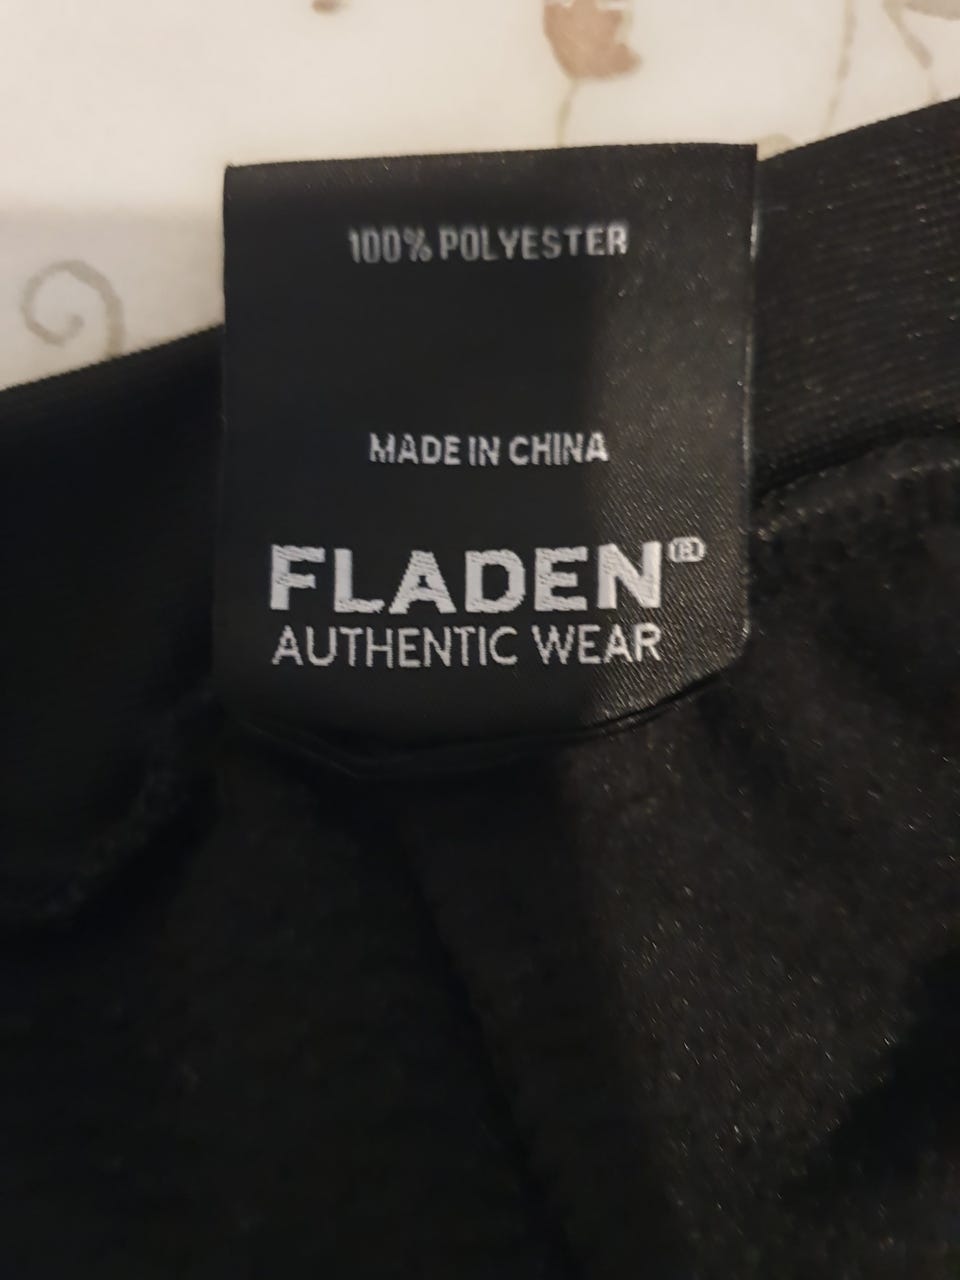 100% POLYESTER
MADE IN CHINA
FLADEN®
AUTHENTIC WEAR